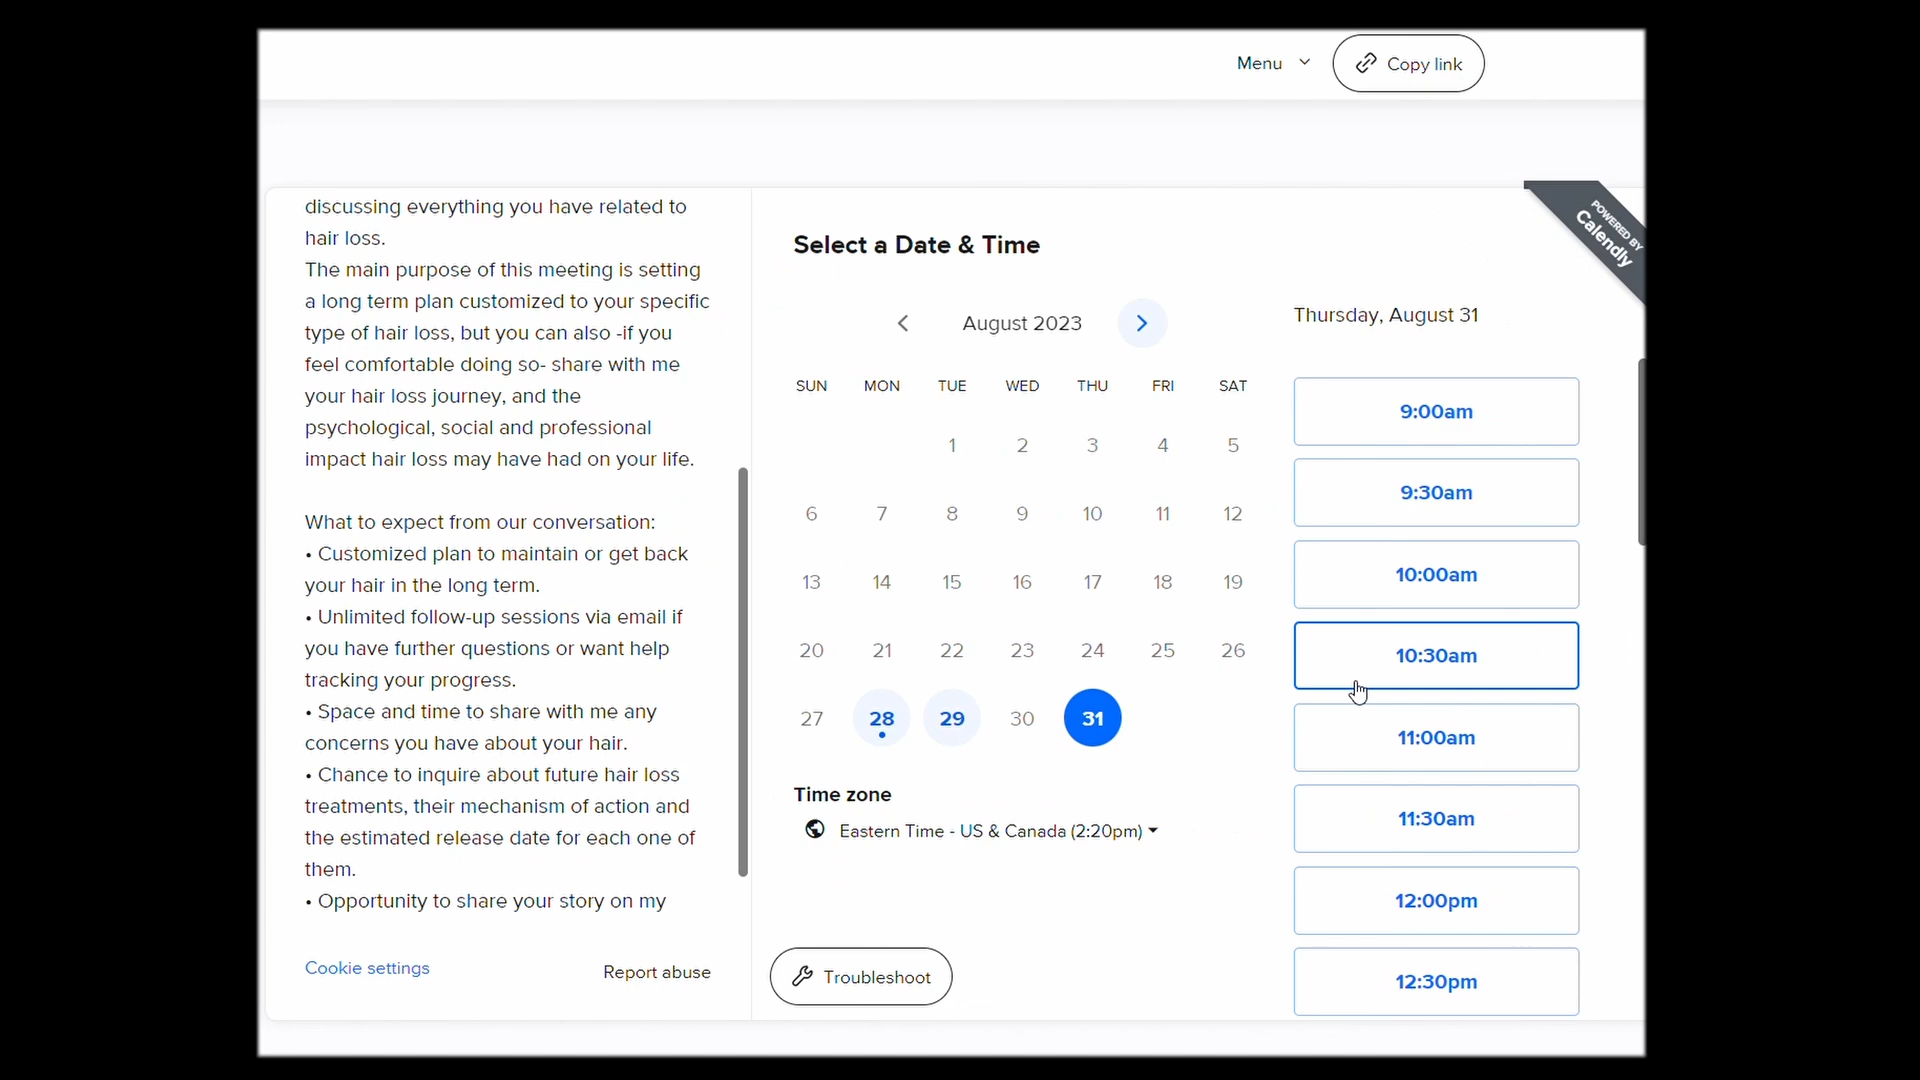 Menu
Copy link
discussing everything you have related to
hair loss.
The main purpose of this meeting is setting
a long term plan customized to your specific
type of hair loss, but you can also -if you
feel comfortable doing so- share with me
your hair loss journey, and the
psychological, social and professional
impact hair loss may have had on your life.
What to expect from our conversation:
• Customized plan to maintain or get back
your hair in the long term.
• Unlimited follow-up sessions via email if
you have further questions or want help
tracking your progress.
• Space and time to share with me any
concerns you have about your hair.
• Chance to inquire about future hair loss
treatments, their mechanism of action and
the estimated release date for each one of
them.
• Opportunity to share your story on my
Cookie settings
Report abuse
Select a Date & Time
August 2023
SUN MON TUE WED THU FRI SAT
1 2 3 4 5
6 7 8 9 10 11 12
13 14 15 16 17 18 19
20 21 22 23 24 25 26
27 28 29 30 31
Time zone
Eastern Time - US & Canada (2:20pm)
Troubleshoot
POWERED BY
Calendly
Thursday, August 31
9:00am
9:30am
10:00am
10:30am
11:00am
11:30am
12:00pm
12:30pm